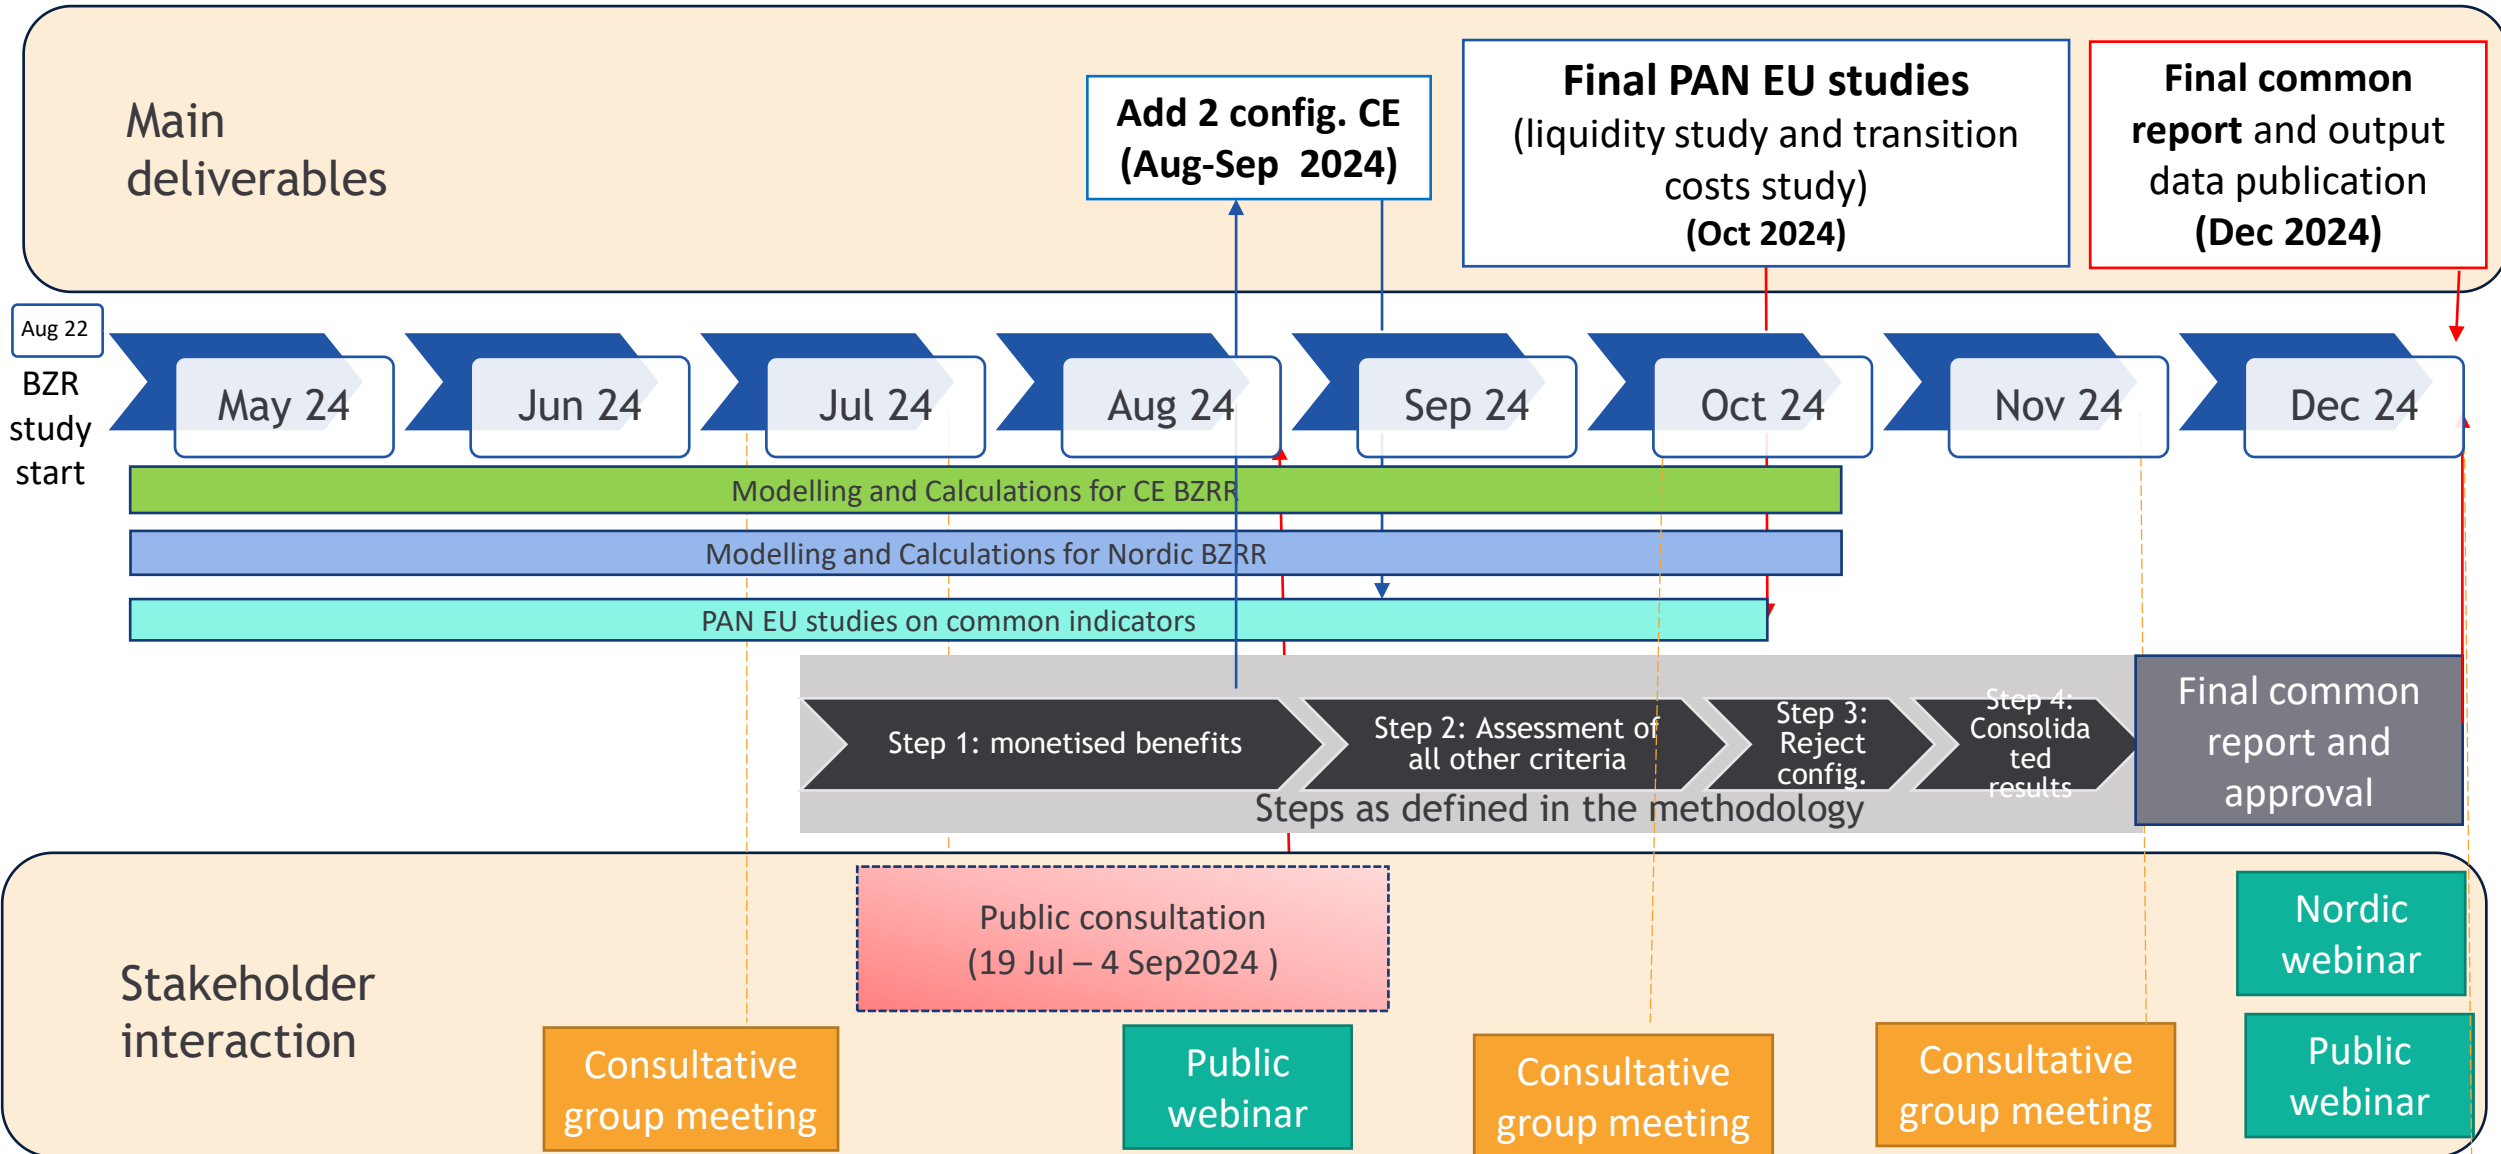 Main
deliverables
Add 2 config. CE
(Aug-Sep  2024)
Final PAN EU studies
(liquidity study and transition
costs study)
(Oct 2024)
Final common
report and output
data publication
(Dec 2024)
Aug 22
BZR
study
start
May 24
Jun 24
Jul 24
Aug 24
Sep 24
Oct 24
Nov 24
Dec 24
Modelling and Calculations for CE BZRR
Modelling and Calculations for Nordic BZRR
PAN EU studies on common indicators
Step 1: monetised benefits
Step 2: Assessment of
all other criteria
Step 3:
Reject
config.
Step 4:
Consolida
ted
results
Steps as defined in the methodology
Final common
report and
approval
Stakeholder
interaction
Public consultation
(19 Jul – 4 Sep2024 )
Consultative
group meeting
Public
webinar
Consultative
group meeting
Consultative
group meeting
Nordic
webinar
Public
webinar